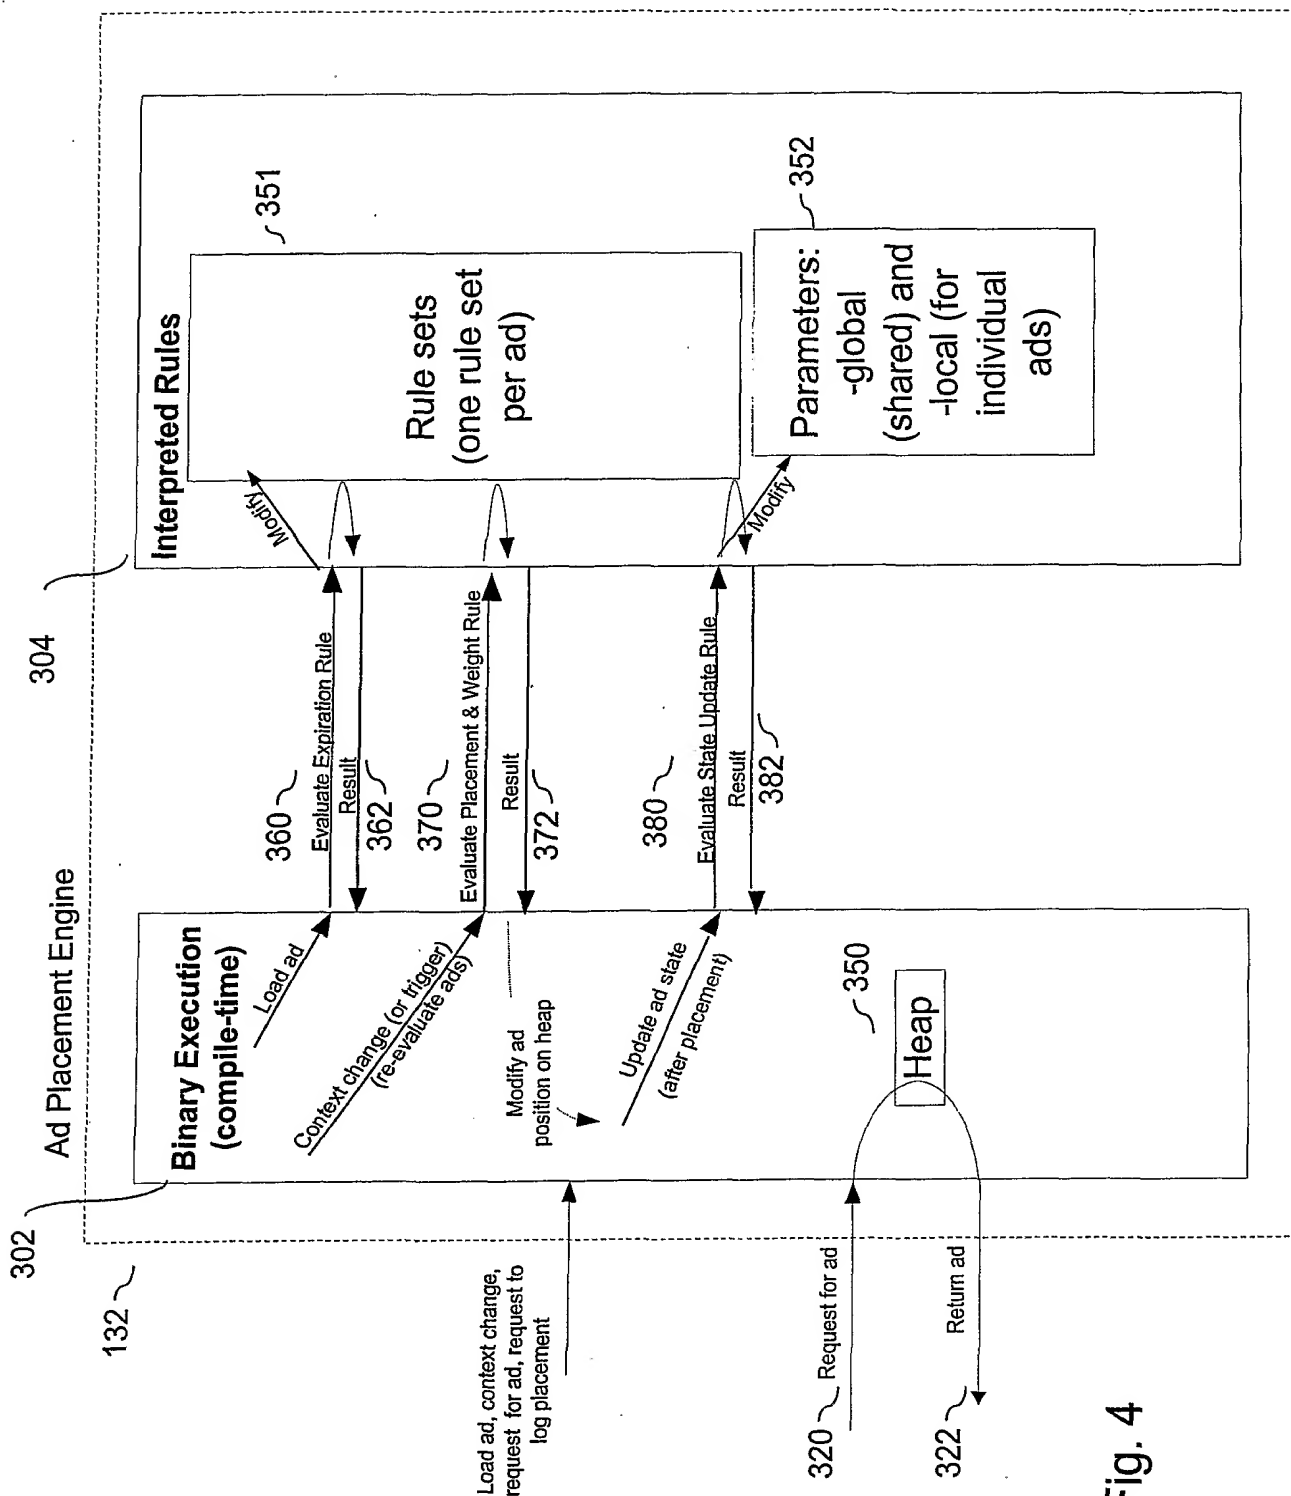 Ad Placement Engine
132
302
304
Binary Execution
(compile-time)
Interpreted Rules
Load ad
360
Evaluate Expiration Rule
Result
362
Modify
351
Rule sets
(one rule set
per ad)
Context change (or trigger)
(re-evaluate ads)
370
Evaluate Placement & Weight Rule
Result
372
Modify ad
position on heap
Load ad, context change,
request for ad, request to
log placement
Update ad state
(after placement)
380
Evaluate State Update Rule
Result
382
Modify
352
Parameters:
-global
(shared) and
-local (for
individual
ads)
350
Heap
320
Request for ad
322
Return ad
Fig. 4